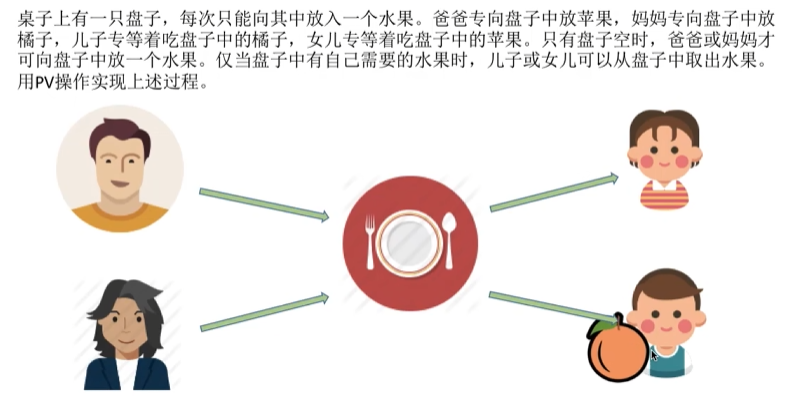 桌子上有一只盘子，每次只能向其中放入一个水果。爸爸专向盘子中放苹果，妈妈专向盘子中放
橘子，儿子专等着吃盘子中的橘子，女儿专等着吃盘子中的苹果。只有盘子空时，爸爸或妈妈才
可向盘子中放一个水果。仅当盘子中有自己需要的水果时，儿子或女儿可以从盘子中取出水果。
用PV操作实现上述过程。